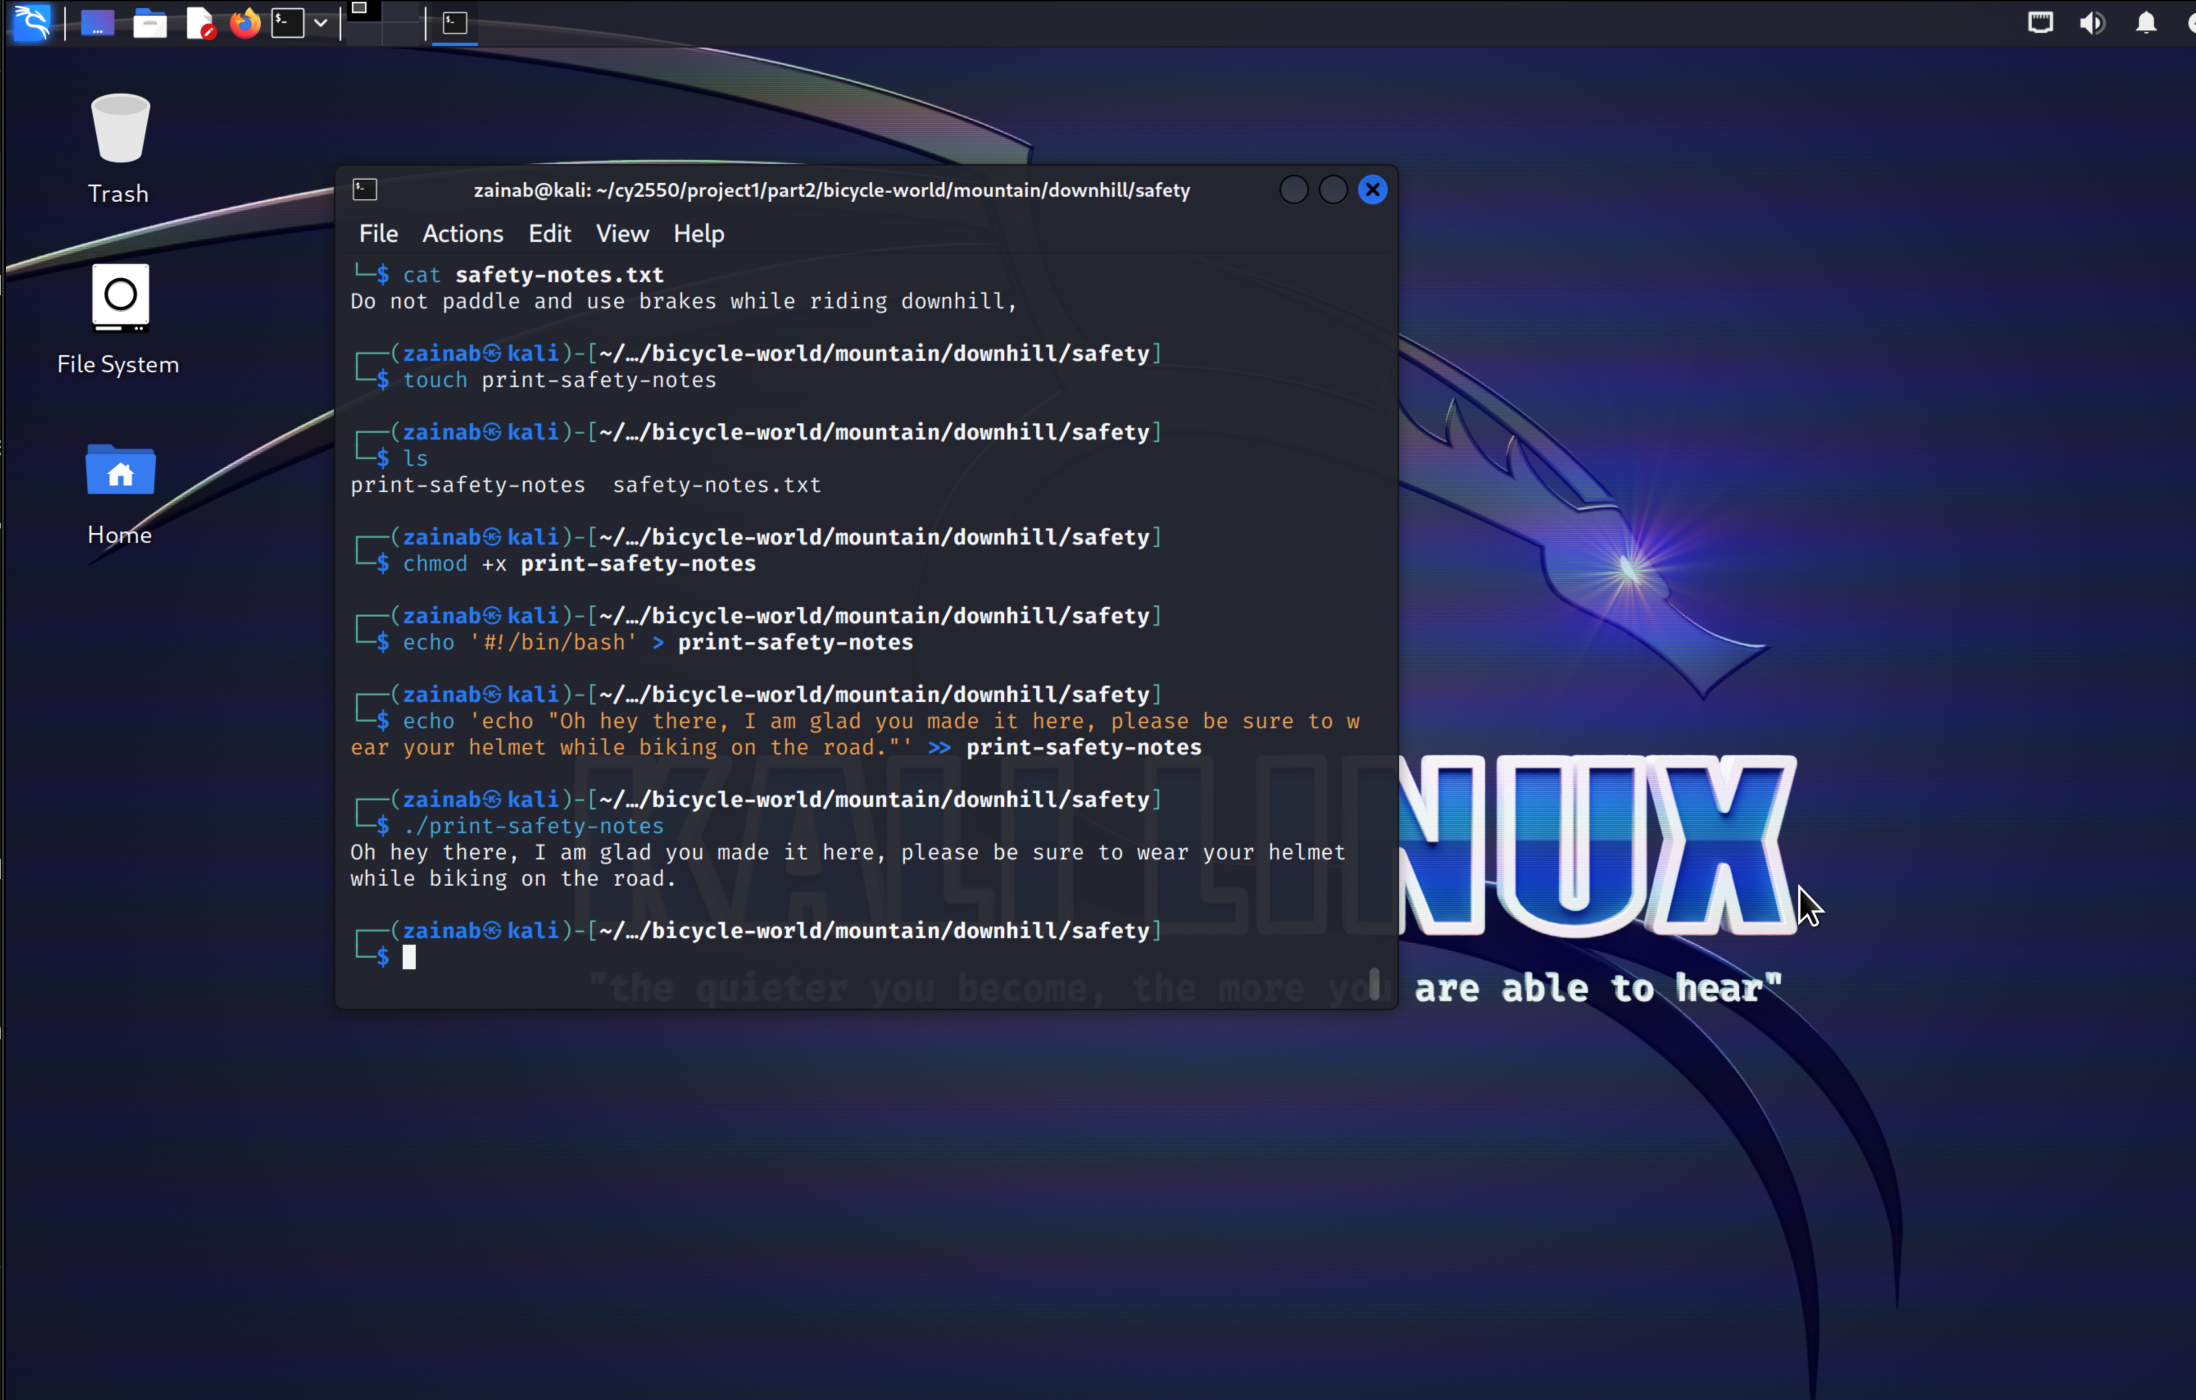 Trash
File System
Home
zainab@kali: ~/cy2550/project1/part2/bicycle-world/mountain/downhill/safety
File Actions Edit View Help
└─$ cat safety-notes.txt
Do not paddle and use brakes while riding downhill,
┌──(zainab㉿kali)-[~/…/bicycle-world/mountain/downhill/safety]
└─$ touch print-safety-notes
┌──(zainab㉿kali)-[~/…/bicycle-world/mountain/downhill/safety]
└─$ ls
print-safety-notes  safety-notes.txt
┌──(zainab㉿kali)-[~/…/bicycle-world/mountain/downhill/safety]
└─$ chmod +x print-safety-notes
┌──(zainab㉿kali)-[~/…/bicycle-world/mountain/downhill/safety]
└─$ echo '#!/bin/bash' > print-safety-notes
┌──(zainab㉿kali)-[~/…/bicycle-world/mountain/downhill/safety]
└─$ echo 'echo "Oh hey there, I am glad you made it here, please be sure to w
ear your helmet while biking on the road."' >> print-safety-notes
┌──(zainab㉿kali)-[~/…/bicycle-world/mountain/downhill/safety]
└─$ ./print-safety-notes
Oh hey there, I am glad you made it here, please be sure to wear your helmet
while biking on the road.
┌──(zainab㉿kali)-[~/…/bicycle-world/mountain/downhill/safety]
└─$
KALI LINUX
"the quieter you become, the more you are able to hear"